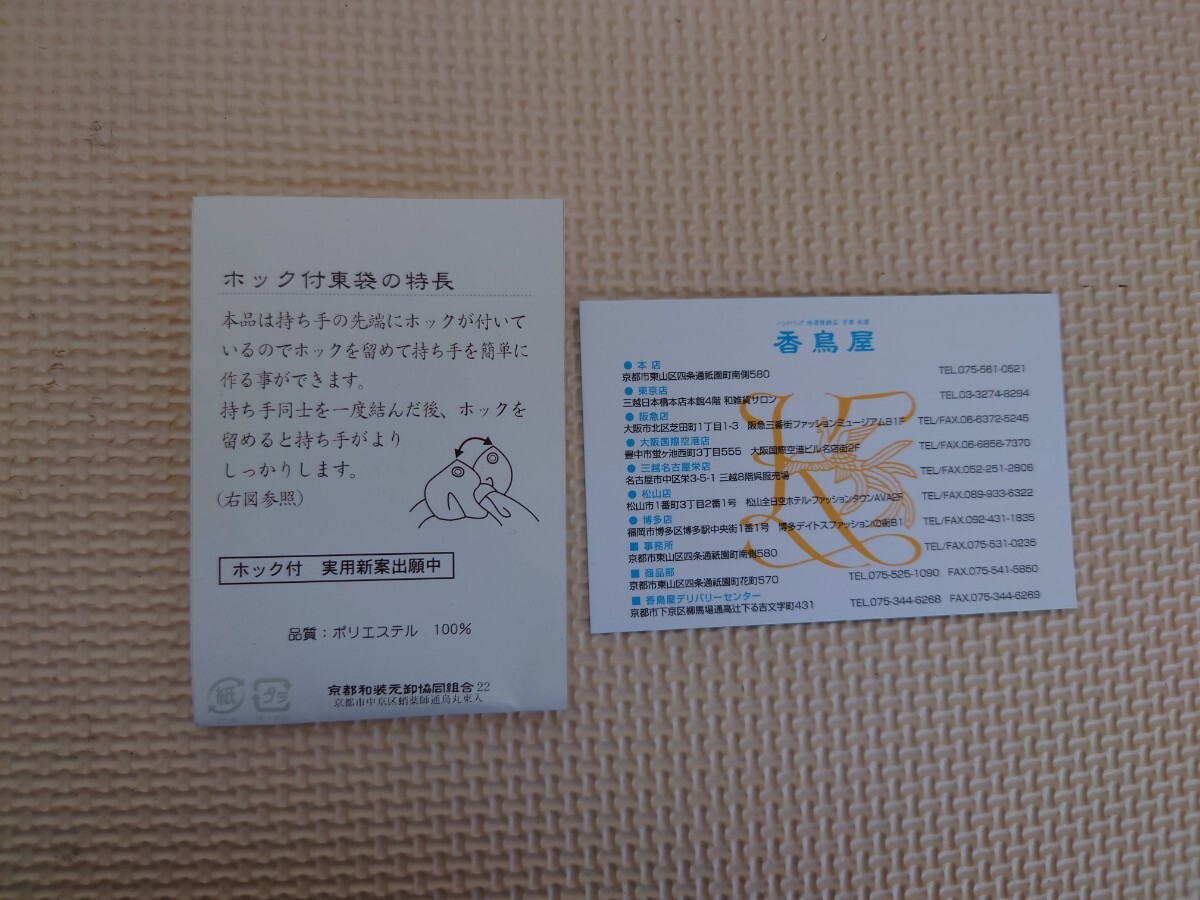 ホック付東袋の特長
本品は持ち手の先端にホックが付いて
いるのでホックを留めて持ち手を簡単に
作る事ができます。
持ち手同士を一度結んだ後、ホックを
留めると持ち手がより
しっかりします。
(右図参照)
ホック付 実用新案出願中
品質:ポリエステル 100%
紙 プラ
京都和装元卸協同組合22
京都市中京区蛸薬師通烏丸東入
香鳥屋
● 本店
京都市東山区四条通祇園町南側580 TEL.075-561-0521
● 東京店
三越日本橋本店本館4階 和雑貨サロン TEL.03-3274-8294
● 阪急店
大阪市北区芝田町1丁目1-3 阪急三番街ファッションミュージアムB1F TEL/FAX.06-6372-5245
● 大阪国際空港店
豊中市蛍ヶ池西町3丁目555 大阪国際空港ビル名店街2F TEL/FAX.06-6856-7370
● 三越名古屋栄店
名古屋市中区栄3-5-1 三越8階呉服売場 TEL/FAX.052-251-2806
● 松山店
松山市1番町3丁目2番1号 松山全日空ホテル・ファッションタウンAVA2F TEL/FAX.089-933-6322
● 博多店
福岡市博多区博多駅中央街1番1号 博多デイトスファッションの街B1 TEL/FAX.092-431-1835
■ 事務所
京都市東山区四条通祇園町南側580 TEL/FAX.075-531-0235
■ 商品部
京都市東山区四条通祇園町花町570 TEL.075-525-1090 FAX.075-541-5850
■ 香鳥屋デリバリーセンター
京都市下京区柳馬場通高辻下る吉文字町431 TEL.075-344-6268 FAX.075-344-6269